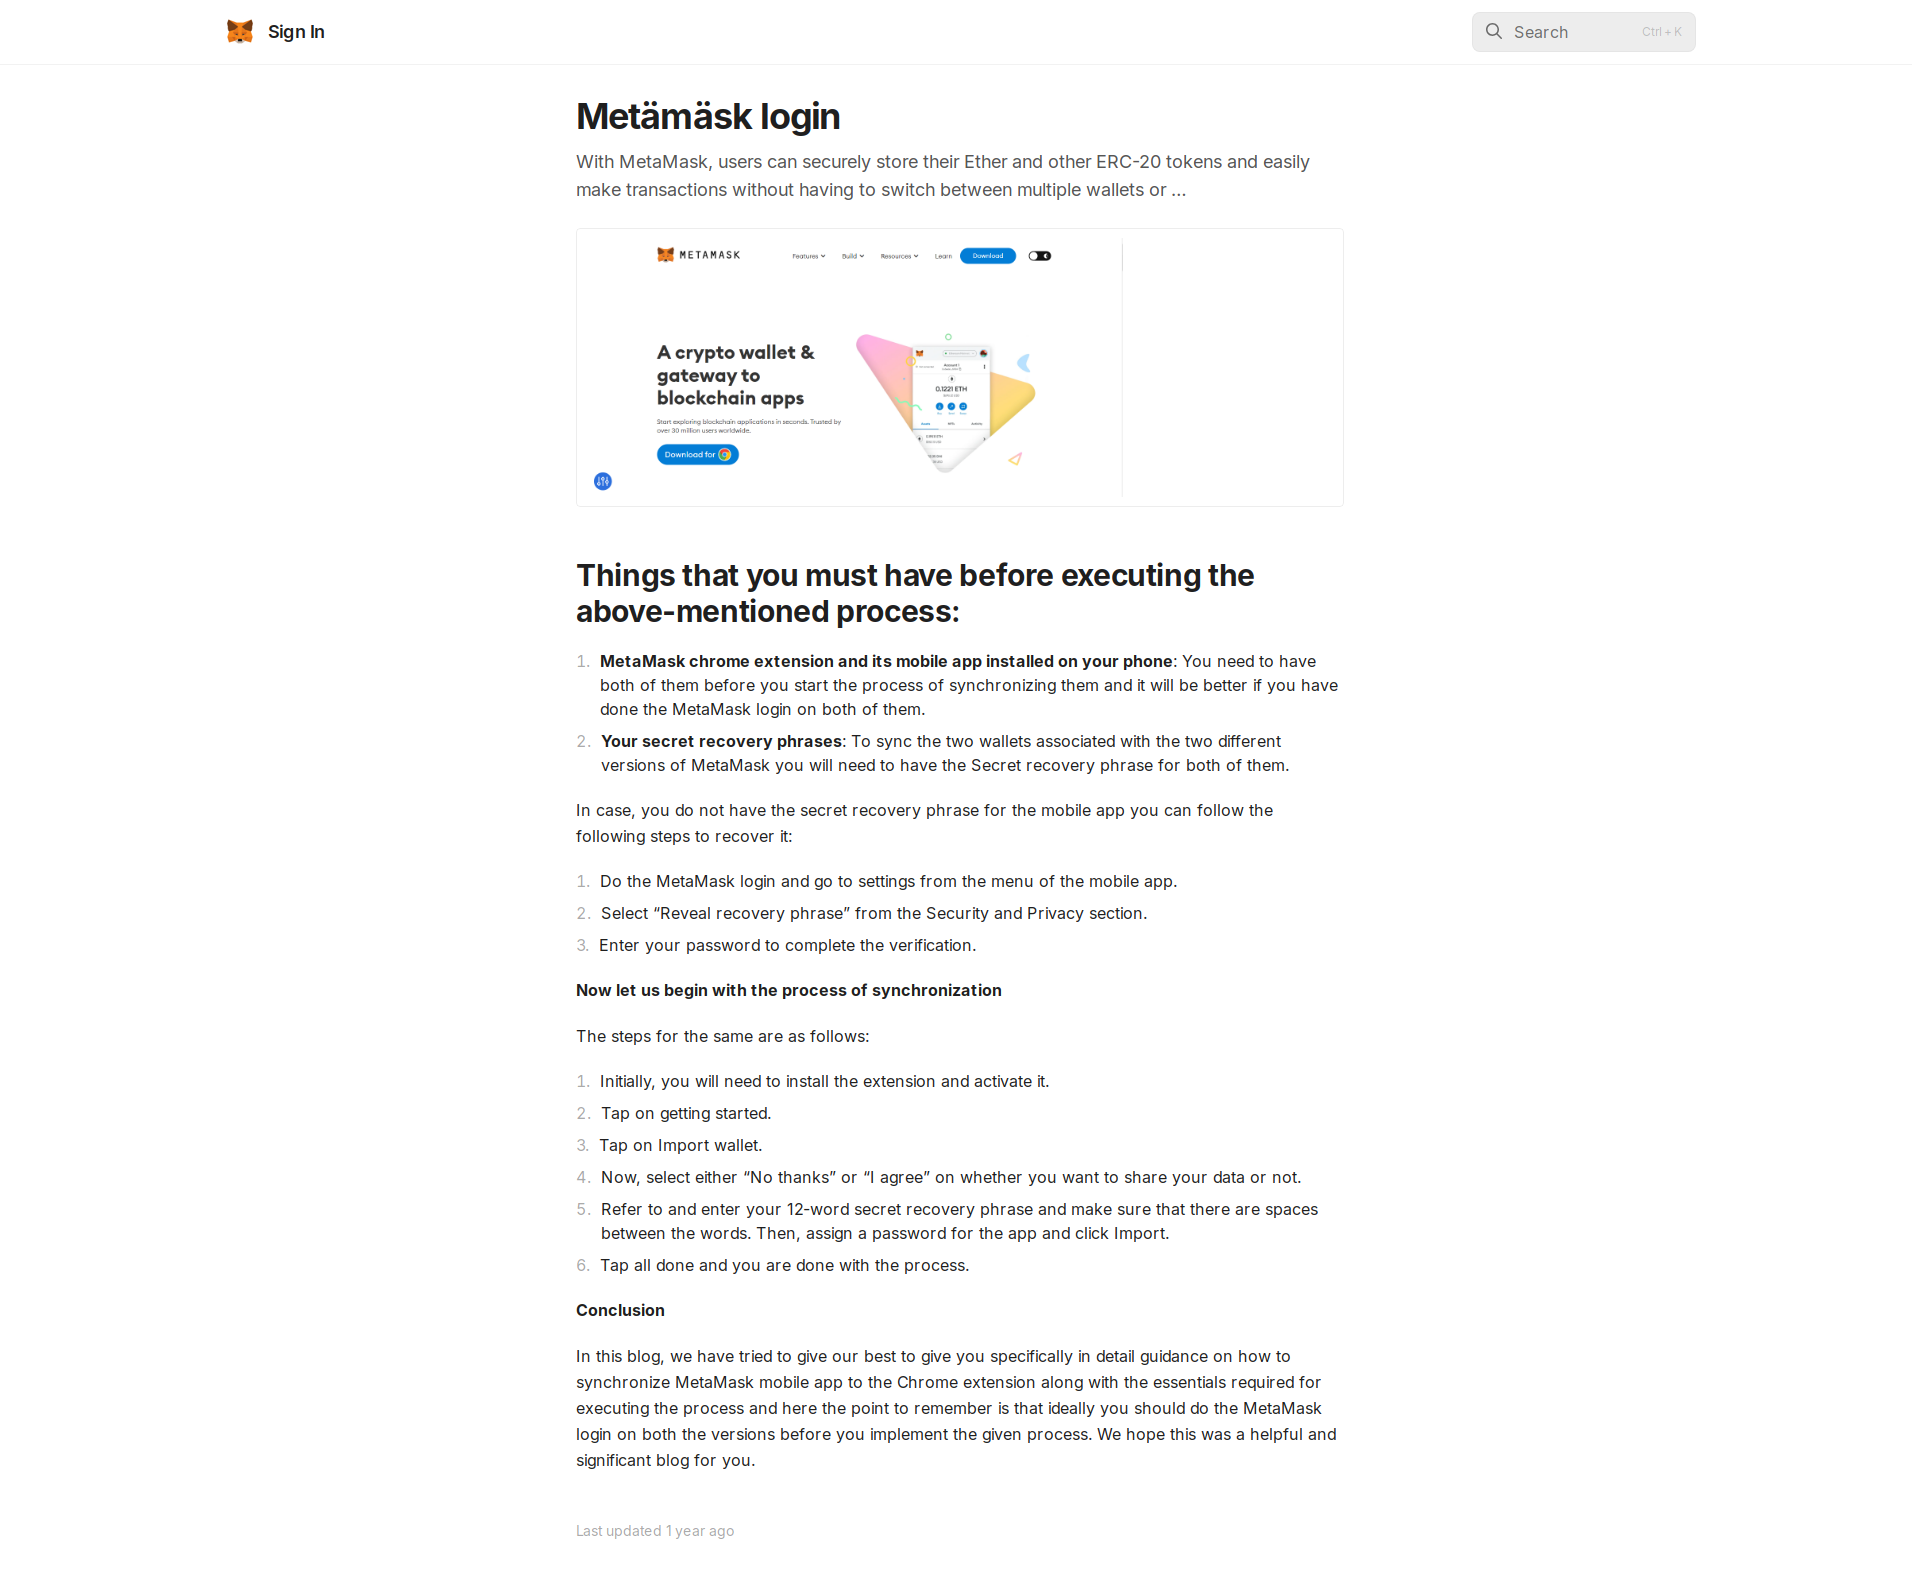 Sign In
Search
Ctrl + K
Metämäsk login
With MetaMask, users can securely store their Ether and other ERC-20 tokens and easily
make transactions without having to switch between multiple wallets or ...
METAMASK
Features
Build
Resources
Learn
Download
A crypto wallet &
gateway to
blockchain apps
Start exploring blockchain applications in seconds. Trusted by
over 30 million users worldwide.
Download for
0.1221 ETH
Things that you must have before executing the
above-mentioned process:
1. MetaMask chrome extension and its mobile app installed on your phone: You need to have
both of them before you start the process of synchronizing them and it will be better if you have
done the MetaMask login on both of them.
2. Your secret recovery phrases: To sync the two wallets associated with the two different
versions of MetaMask you will need to have the Secret recovery phrase for both of them.
In case, you do not have the secret recovery phrase for the mobile app you can follow the
following steps to recover it:
1. Do the MetaMask login and go to settings from the menu of the mobile app.
2. Select “Reveal recovery phrase” from the Security and Privacy section.
3. Enter your password to complete the verification.
Now let us begin with the process of synchronization
The steps for the same are as follows:
1. Initially, you will need to install the extension and activate it.
2. Tap on getting started.
3. Tap on Import wallet.
4. Now, select either “No thanks” or “I agree” on whether you want to share your data or not.
5. Refer to and enter your 12-word secret recovery phrase and make sure that there are spaces
between the words. Then, assign a password for the app and click Import.
6. Tap all done and you are done with the process.
Conclusion
In this blog, we have tried to give our best to give you specifically in detail guidance on how to
synchronize MetaMask mobile app to the Chrome extension along with the essentials required for
executing the process and here the point to remember is that ideally you should do the MetaMask
login on both the versions before you implement the given process. We hope this was a helpful and
significant blog for you.
Last updated 1 year ago